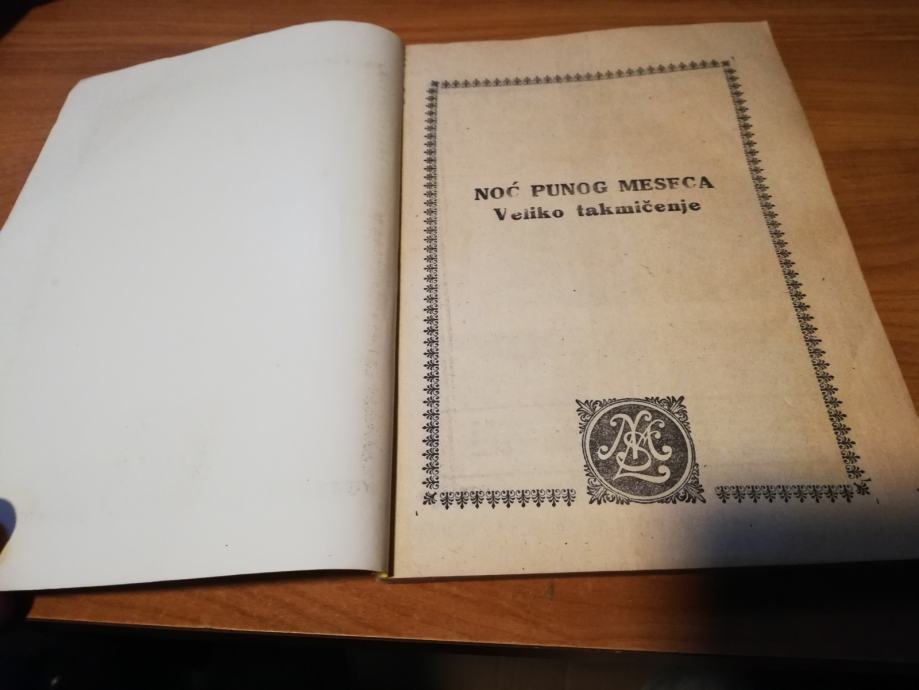 NOĆ PUNOG MESECA
Veliko takmičenje